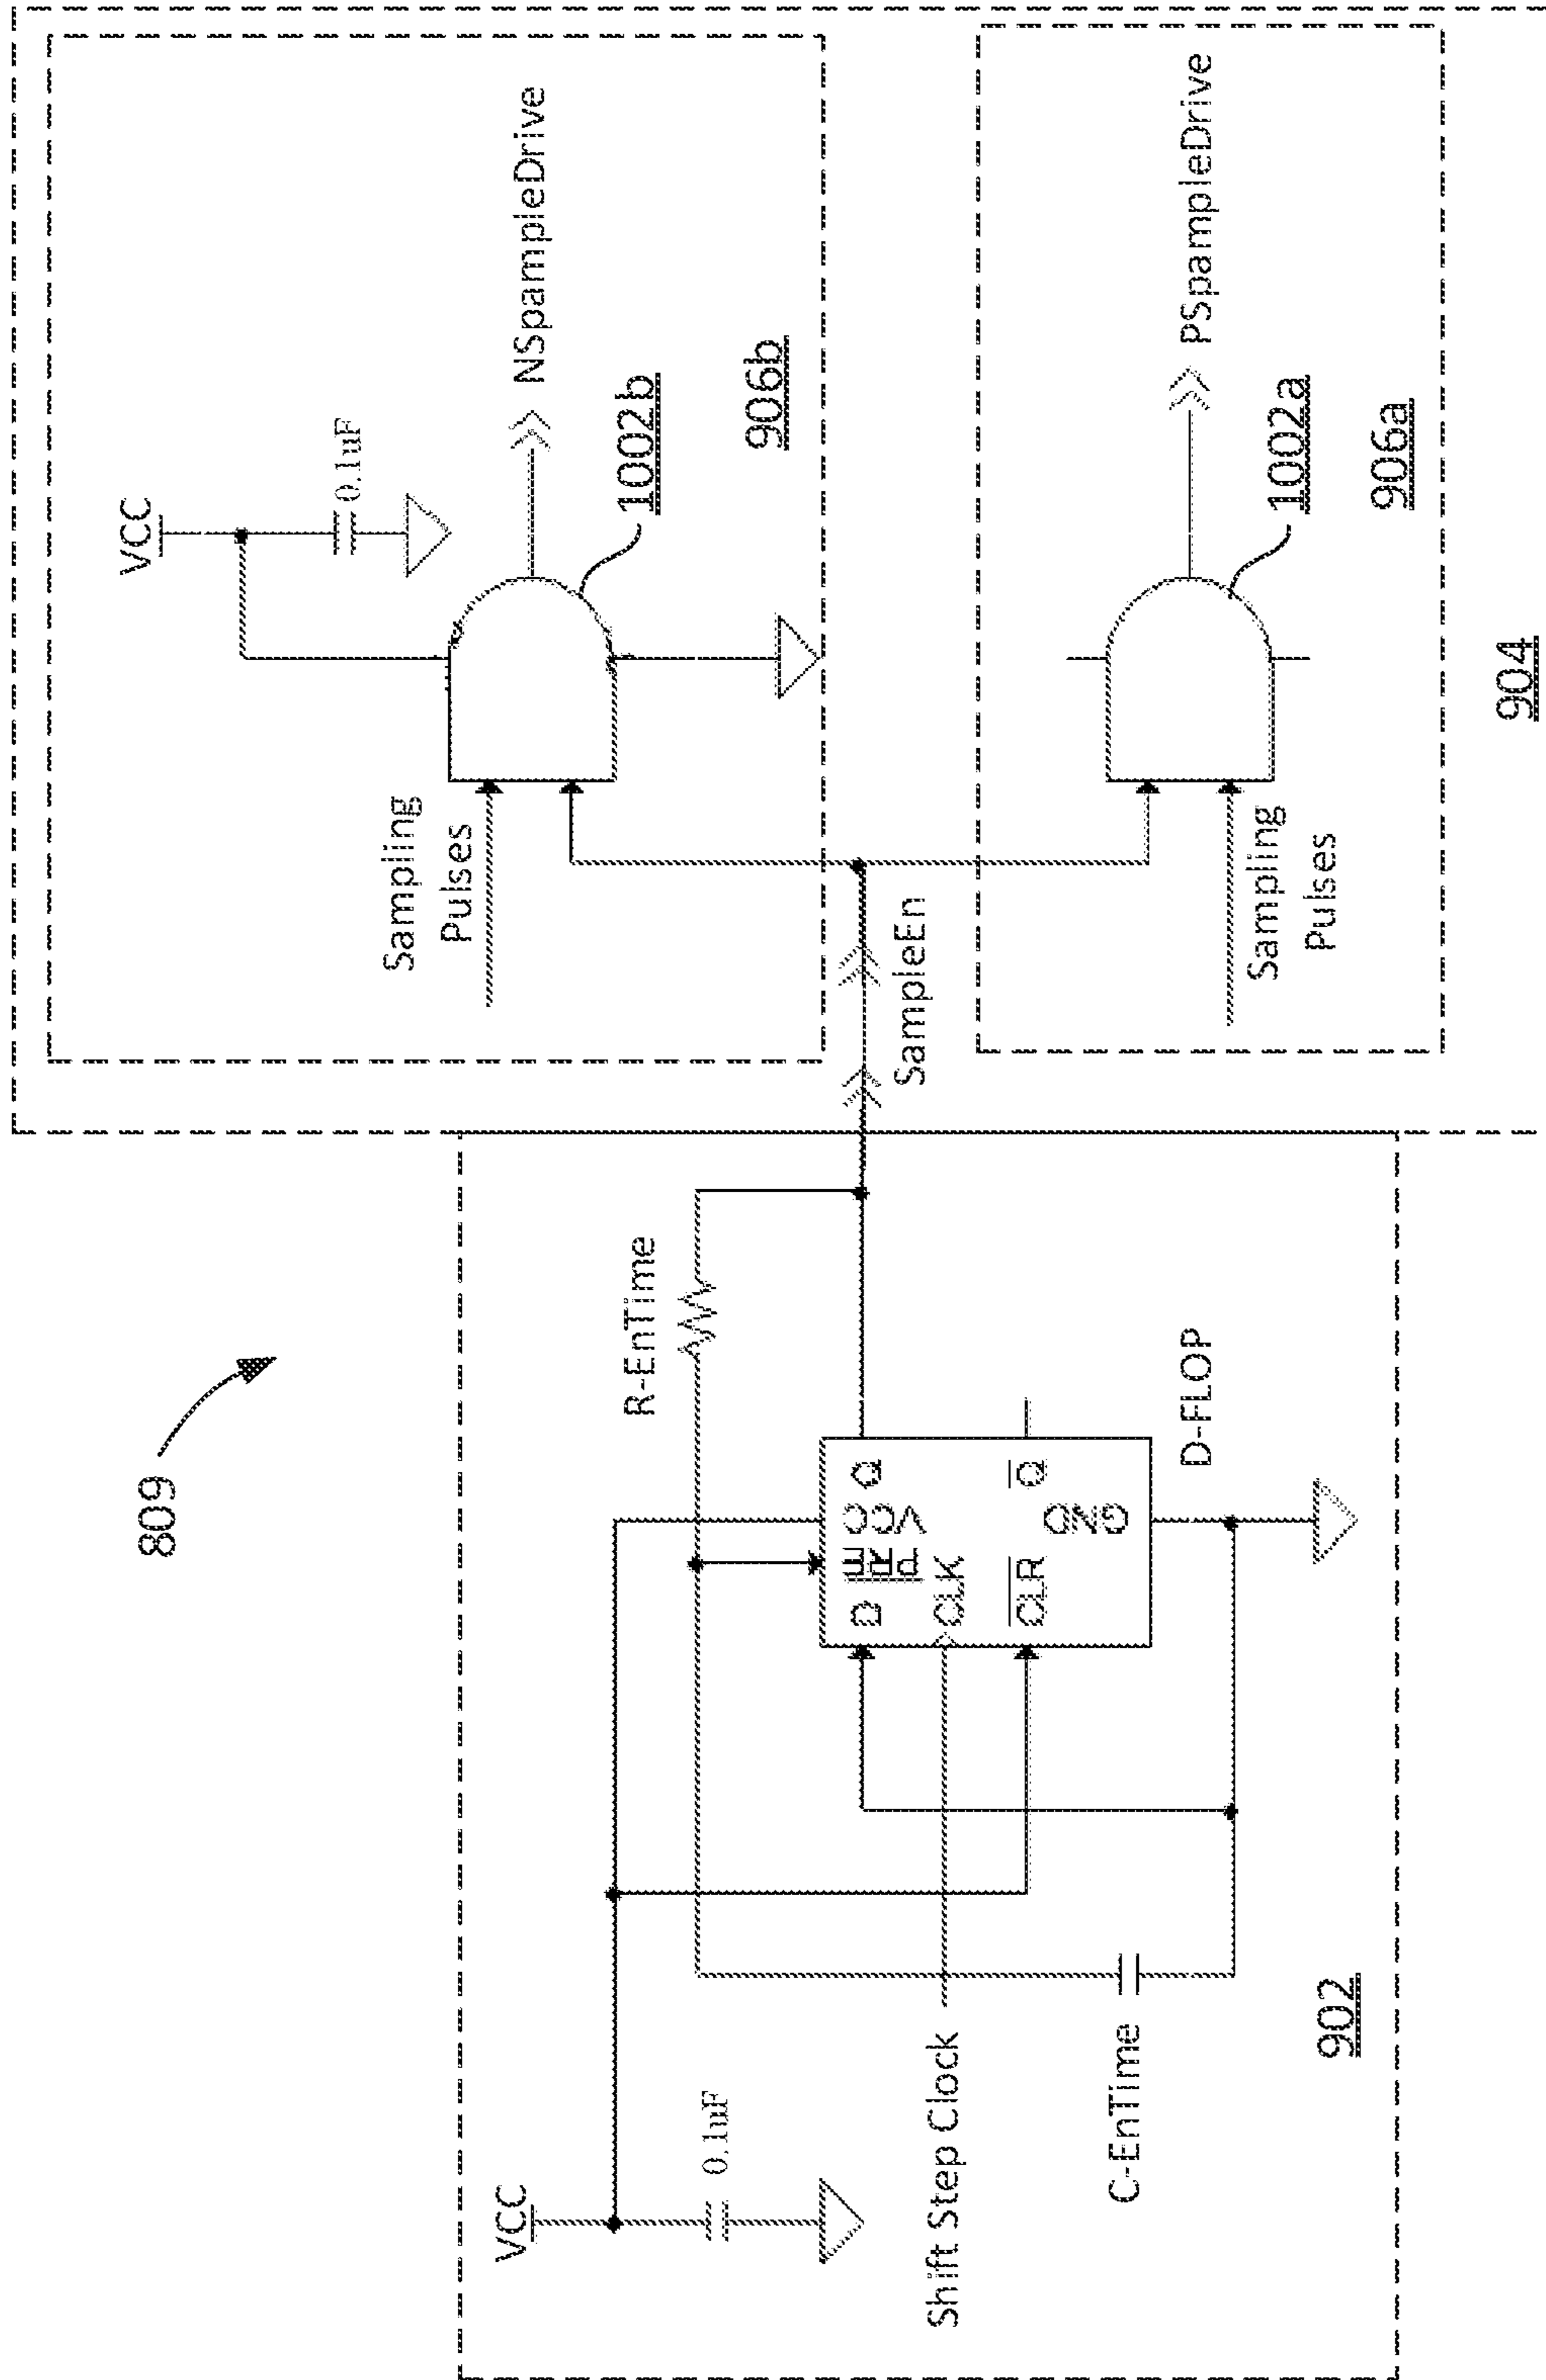 809
VCC
0.1uF
NSpampleDrive
Sampling
Pulses
1002b
906b
VCC
0.1uF
R-EnTime
Shift Step Clock
D
PRE
VCC
Q
CLK
CLR
GND
Q
D-FLOP
C-EnTime
902
SampleEn
PSpampleDrive
Sampling
Pulses
1002a
906a
904